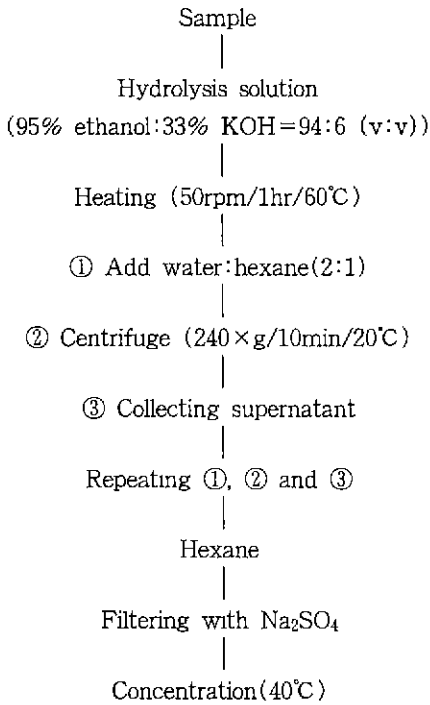 Sample
Hydrolysis solution
(95% ethanol:33% KOH=94:6 (v:v))
Heating (50rpm/1hr/60℃)
① Add water:hexane(2:1)
② Centrifuge (240×g/10min/20℃)
③ Collecting supernatant
Repeating ①, ② and ③
Hexane
Filtering with Na₂SO₄
Concentration(40℃)